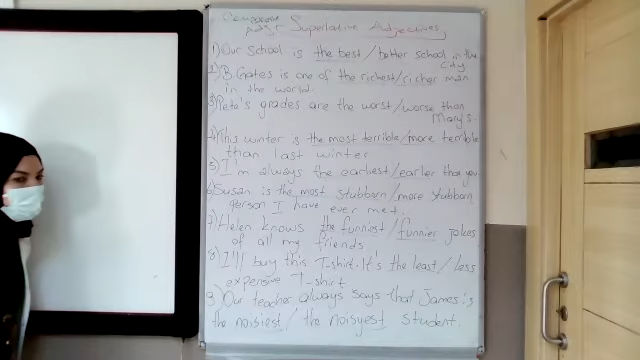 Comparative &
Adj. Superlative Adjectives
1) Our school is the best / better school in the
City
2) B. Gates is one of the richest / richer man
in the world.
3) Pete's grades are the worst / worse than
Mary's.
4) This winter is the most terrible / more terrible
than last winter
5) I'm always the earliest / earlier than you
6) Susan is the most stubborn / more stubborn
person I have ever met.
7) Helen knows the funniest / funnier jokes
of all my friends
8) I'll buy this T-shirt. It's the least / less
expensive T-shirt
9) Our teacher always says that James is
the noisiest / the noisyest student.